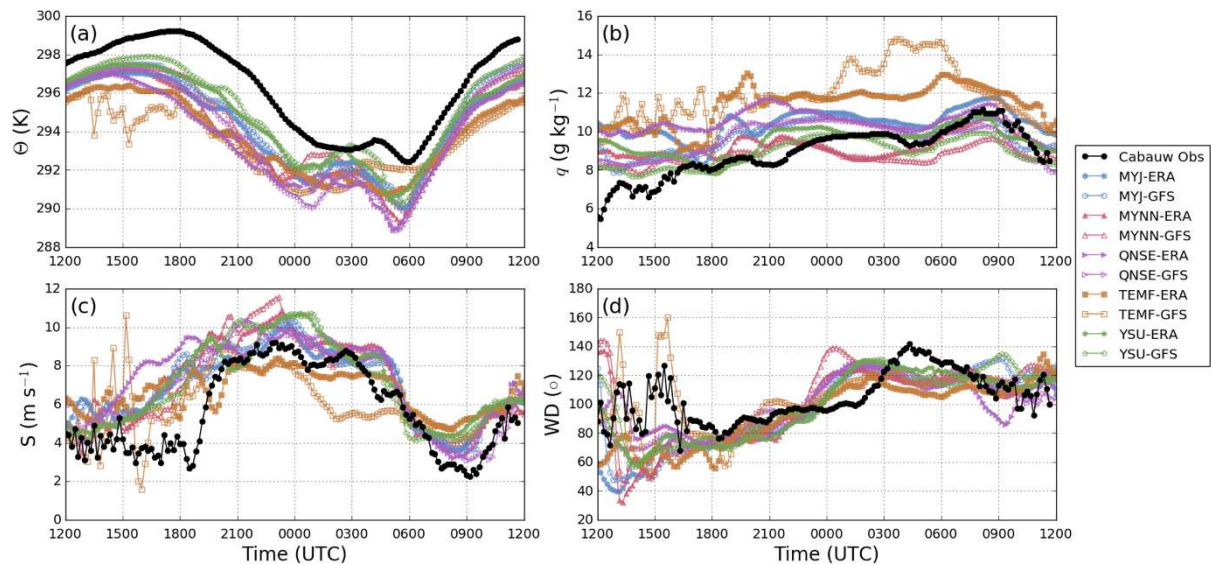 (a)
Θ (K)
300
298
296
294
292
290
288
1200 1500 1800 2100 0000 0300 0600 0900 1200
(b)
q (g kg⁻¹)
16
14
12
10
8
6
4
1200 1500 1800 2100 0000 0300 0600 0900 1200
(c)
S (m s⁻¹)
12
10
8
6
4
2
0
1200 1500 1800 2100 0000 0300 0600 0900 1200
Time (UTC)
(d)
WD (○)
180
160
140
120
100
80
60
40
20
1200 1500 1800 2100 0000 0300 0600 0900 1200
Time (UTC)
Cabauw Obs
MYJ-ERA
MYJ-GFS
MYNN-ERA
MYNN-GFS
QNSE-ERA
QNSE-GFS
TEMF-ERA
TEMF-GFS
YSU-ERA
YSU-GFS